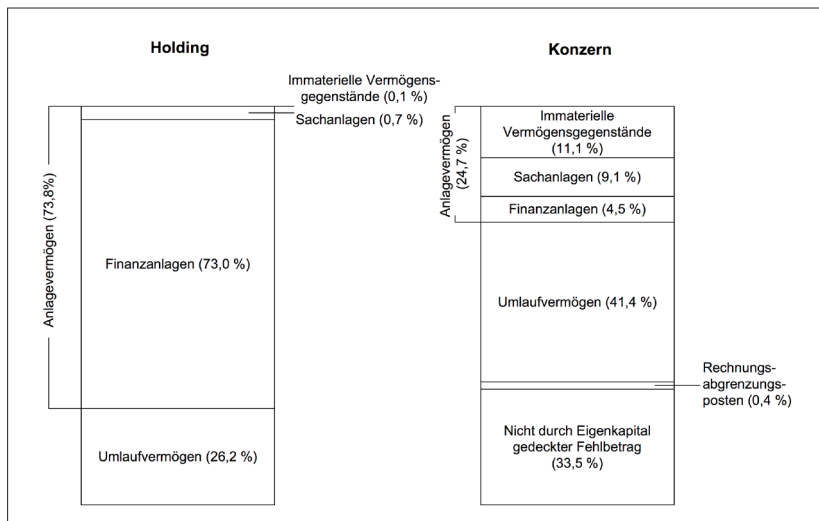 Holding
Immaterielle Vermögens-
gegenstände (0,1 %)
Sachanlagen (0,7 %)
Anlagevermögen (73,8%)
Finanzanlagen (73,0 %)
Umlaufvermögen (26,2 %)
Konzern
Anlagevermögen
(24,7 %)
Immaterielle
Vermögensgegenstände
(11,1 %)
Sachanlagen (9,1 %)
Finanzanlagen (4,5 %)
Umlaufvermögen (41,4 %)
Rechnungs-
abgrenzungs-
posten (0,4 %)
Nicht durch Eigenkapital
gedeckter Fehlbetrag
(33,5 %)